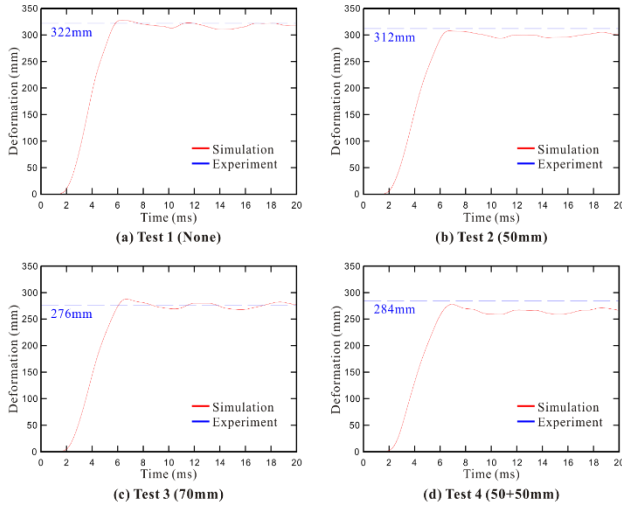 350
300
250
200
150
100
50
0
Deformation (mm)
322mm
Simulation
Experiment
0 2 4 6 8 10 12 14 16 18 20
Time (ms)
(a) Test 1 (None)
350
300
250
200
150
100
50
0
Deformation (mm)
312mm
Simulation
Experiment
0 2 4 6 8 10 12 14 16 18 20
Time (ms)
(b) Test 2 (50mm)
350
300
250
200
150
100
50
0
Deformation (mm)
276mm
Simulation
Experiment
0 2 4 6 8 10 12 14 16 18 20
Time (ms)
(c) Test 3 (70mm)
350
300
250
200
150
100
50
0
Deformation (mm)
284mm
Simulation
Experiment
0 2 4 6 8 10 12 14 16 18 20
Time (ms)
(d) Test 4 (50+50mm)